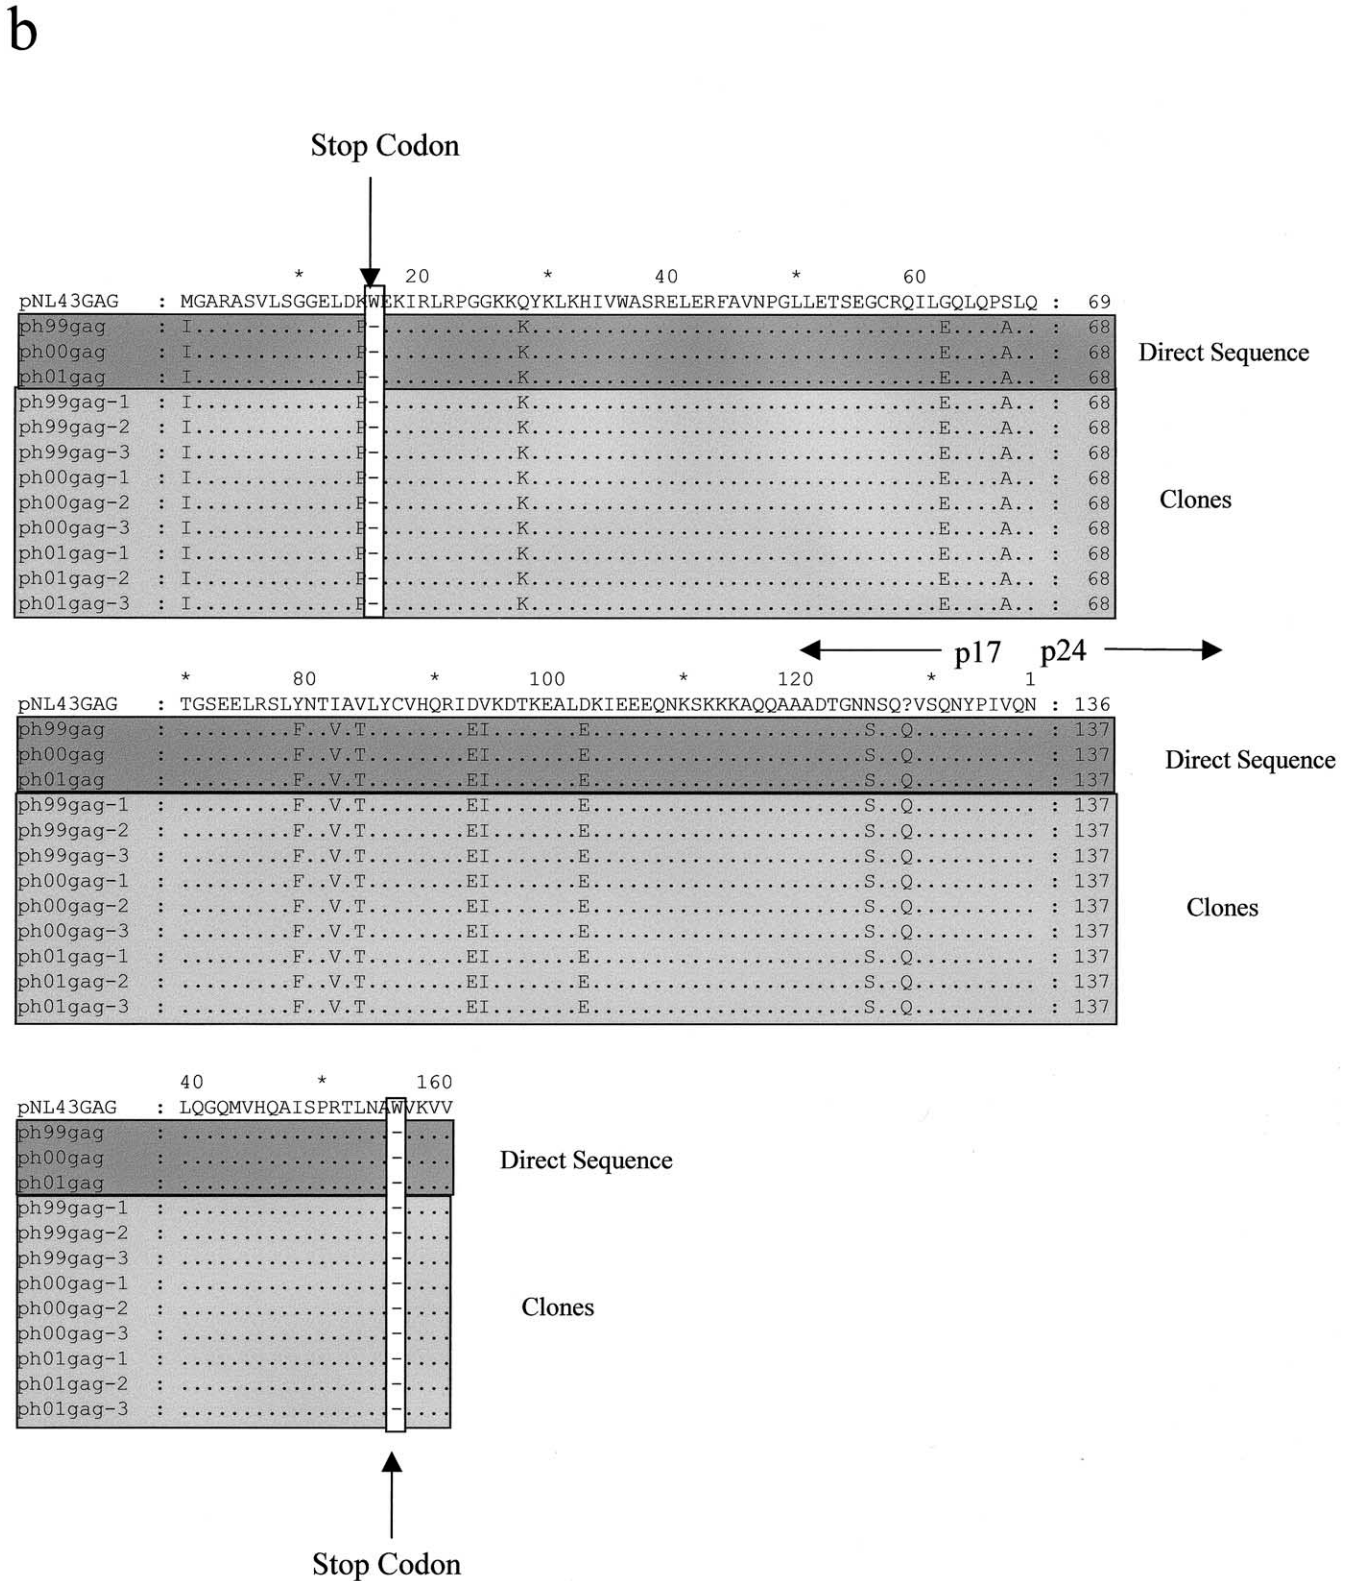 b
Stop Codon
* 20 * 40 * 60
pNL43GAG : MGARASVLSGGELDKWEKIRLRPGGKKQYKLKHIVWASRELERFAVNPGLLETSEGCRQILGQLQPSLQ : 69
ph99gag : I.............R-...........K.................................E....A.. : 68
ph00gag : I.............R-...........K.................................E....A.. : 68
ph01gag : I.............R-...........K.................................E....A.. : 68
Direct Sequence
ph99gag-1 : I.............R-...........K.................................E....A.. : 68
ph99gag-2 : I.............R-...........K.................................E....A.. : 68
ph99gag-3 : I.............R-...........K.................................E....A.. : 68
ph00gag-1 : I.............R-...........K.................................E....A.. : 68
ph00gag-2 : I.............R-...........K.................................E....A.. : 68
ph00gag-3 : I.............R-...........K.................................E....A.. : 68
ph01gag-1 : I.............R-...........K.................................E....A.. : 68
ph01gag-2 : I.............R-...........K.................................E....A.. : 68
ph01gag-3 : I.............R-...........K.................................E....A.. : 68
Clones
p17 p24
* 80 * 100 * 120 * 1
pNL43GAG : TGSEELRSLYNTIAVLYCVHQRIDVKDTKEALDKIEEEQNKSKKKAQQAAADTGNNSQ?VSQNYPIVQN : 136
ph99gag : .........F..V.T........EI.......E......................S..Q.......... : 137
ph00gag : .........F..V.T........EI.......E......................S..Q.......... : 137
ph01gag : .........F..V.T........EI.......E......................S..Q.......... : 137
Direct Sequence
ph99gag-1 : .........F..V.T........EI.......E......................S..Q.......... : 137
ph99gag-2 : .........F..V.T........EI.......E......................S..Q.......... : 137
ph99gag-3 : .........F..V.T........EI.......E......................S..Q.......... : 137
ph00gag-1 : .........F..V.T........EI.......E......................S..Q.......... : 137
ph00gag-2 : .........F..V.T........EI.......E......................S..Q.......... : 137
ph00gag-3 : .........F..V.T........EI.......E......................S..Q.......... : 137
ph01gag-1 : .........F..V.T........EI.......E......................S..Q.......... : 137
ph01gag-2 : .........F..V.T........EI.......E......................S..Q.......... : 137
ph01gag-3 : .........F..V.T........EI.......E......................S..Q.......... : 137
Clones
40 * 160
pNL43GAG : LQGQMVHQAISPRTLNAWVKVV
ph99gag : .................-....
ph00gag : .................-....
ph01gag : .................-....
Direct Sequence
ph99gag-1 : .................-....
ph99gag-2 : .................-....
ph99gag-3 : .................-....
ph00gag-1 : .................-....
ph00gag-2 : .................-....
ph00gag-3 : .................-....
ph01gag-1 : .................-....
ph01gag-2 : .................-....
ph01gag-3 : .................-....
Clones
Stop Codon